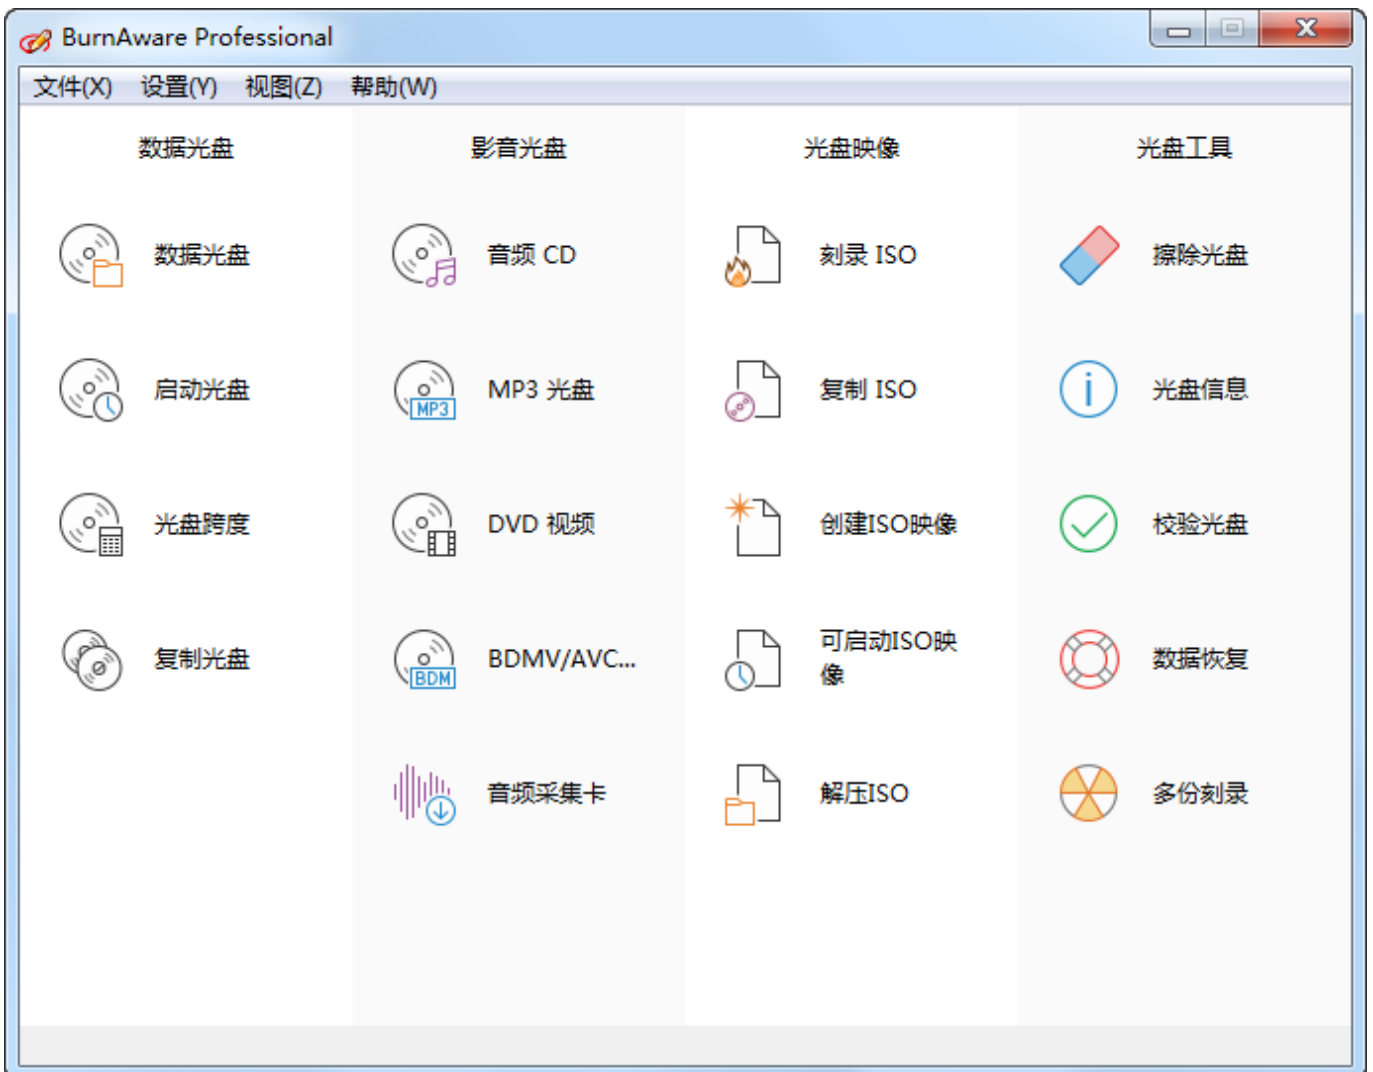 BurnAware Professional
文件(X) 设置(Y) 视图(Z) 帮助(W)
数据光盘 影音光盘 光盘映像 光盘工具
数据光盘 音频 CD 刻录 ISO 擦除光盘
启动光盘 MP3 MP3 光盘 复制 ISO 光盘信息
光盘跨度 DVD 视频 创建ISO映像 校验光盘
复制光盘 BDM BDMV/AVC... 可启动ISO映
像 数据恢复
音频采集卡 解压ISO 多份刻录